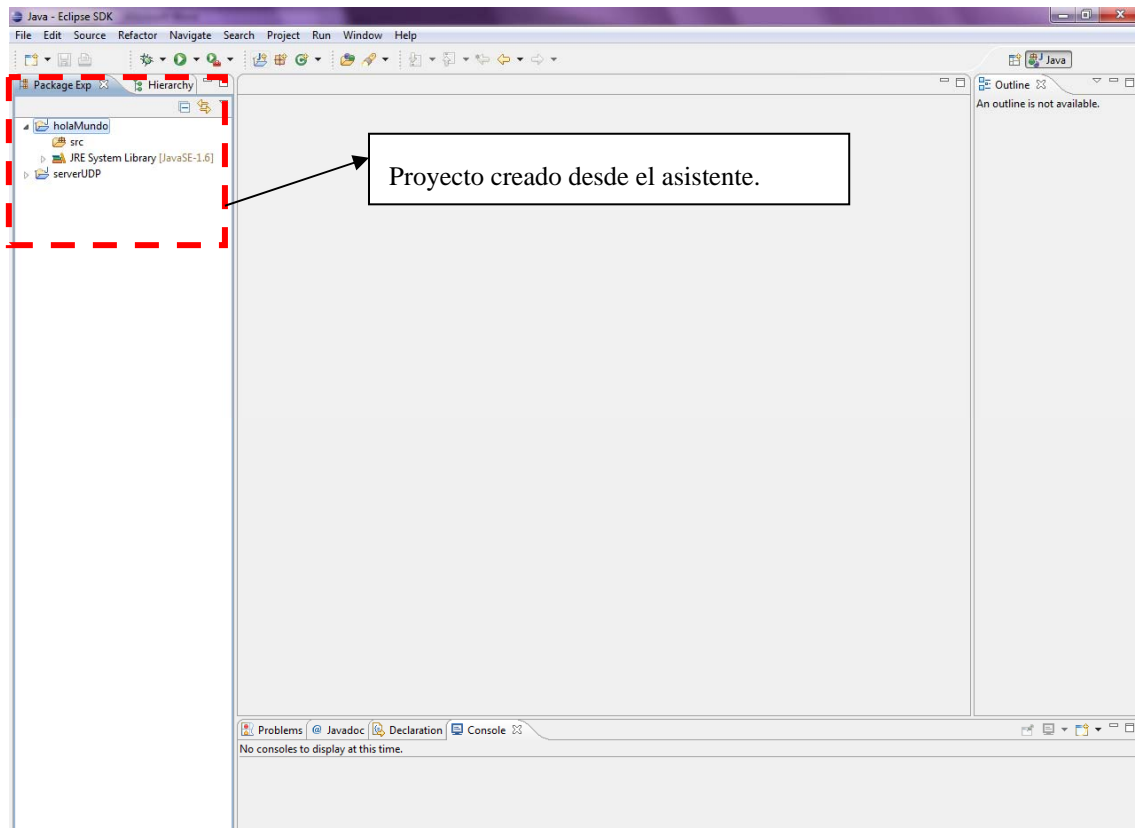 Java - Eclipse SDK
File Edit Source Refactor Navigate Search Project Run Window Help
Java
Package Exp Hierarchy
Outline
An outline is not available.
holaMundo
src
JRE System Library [JavaSE-1.6]
serverUDP
Proyecto creado desde el asistente.
Problems @ Javadoc Declaration Console
No consoles to display at this time.